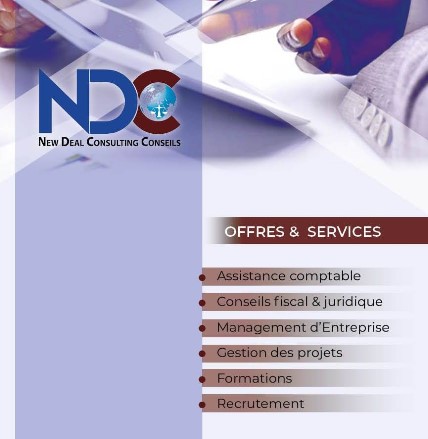 NDC
New Deal Consulting Conseils
OFFRES & SERVICES
Assistance comptable
Conseils fiscal & juridique
Management d'Entreprise
Gestion des projets
Formations
Recrutement